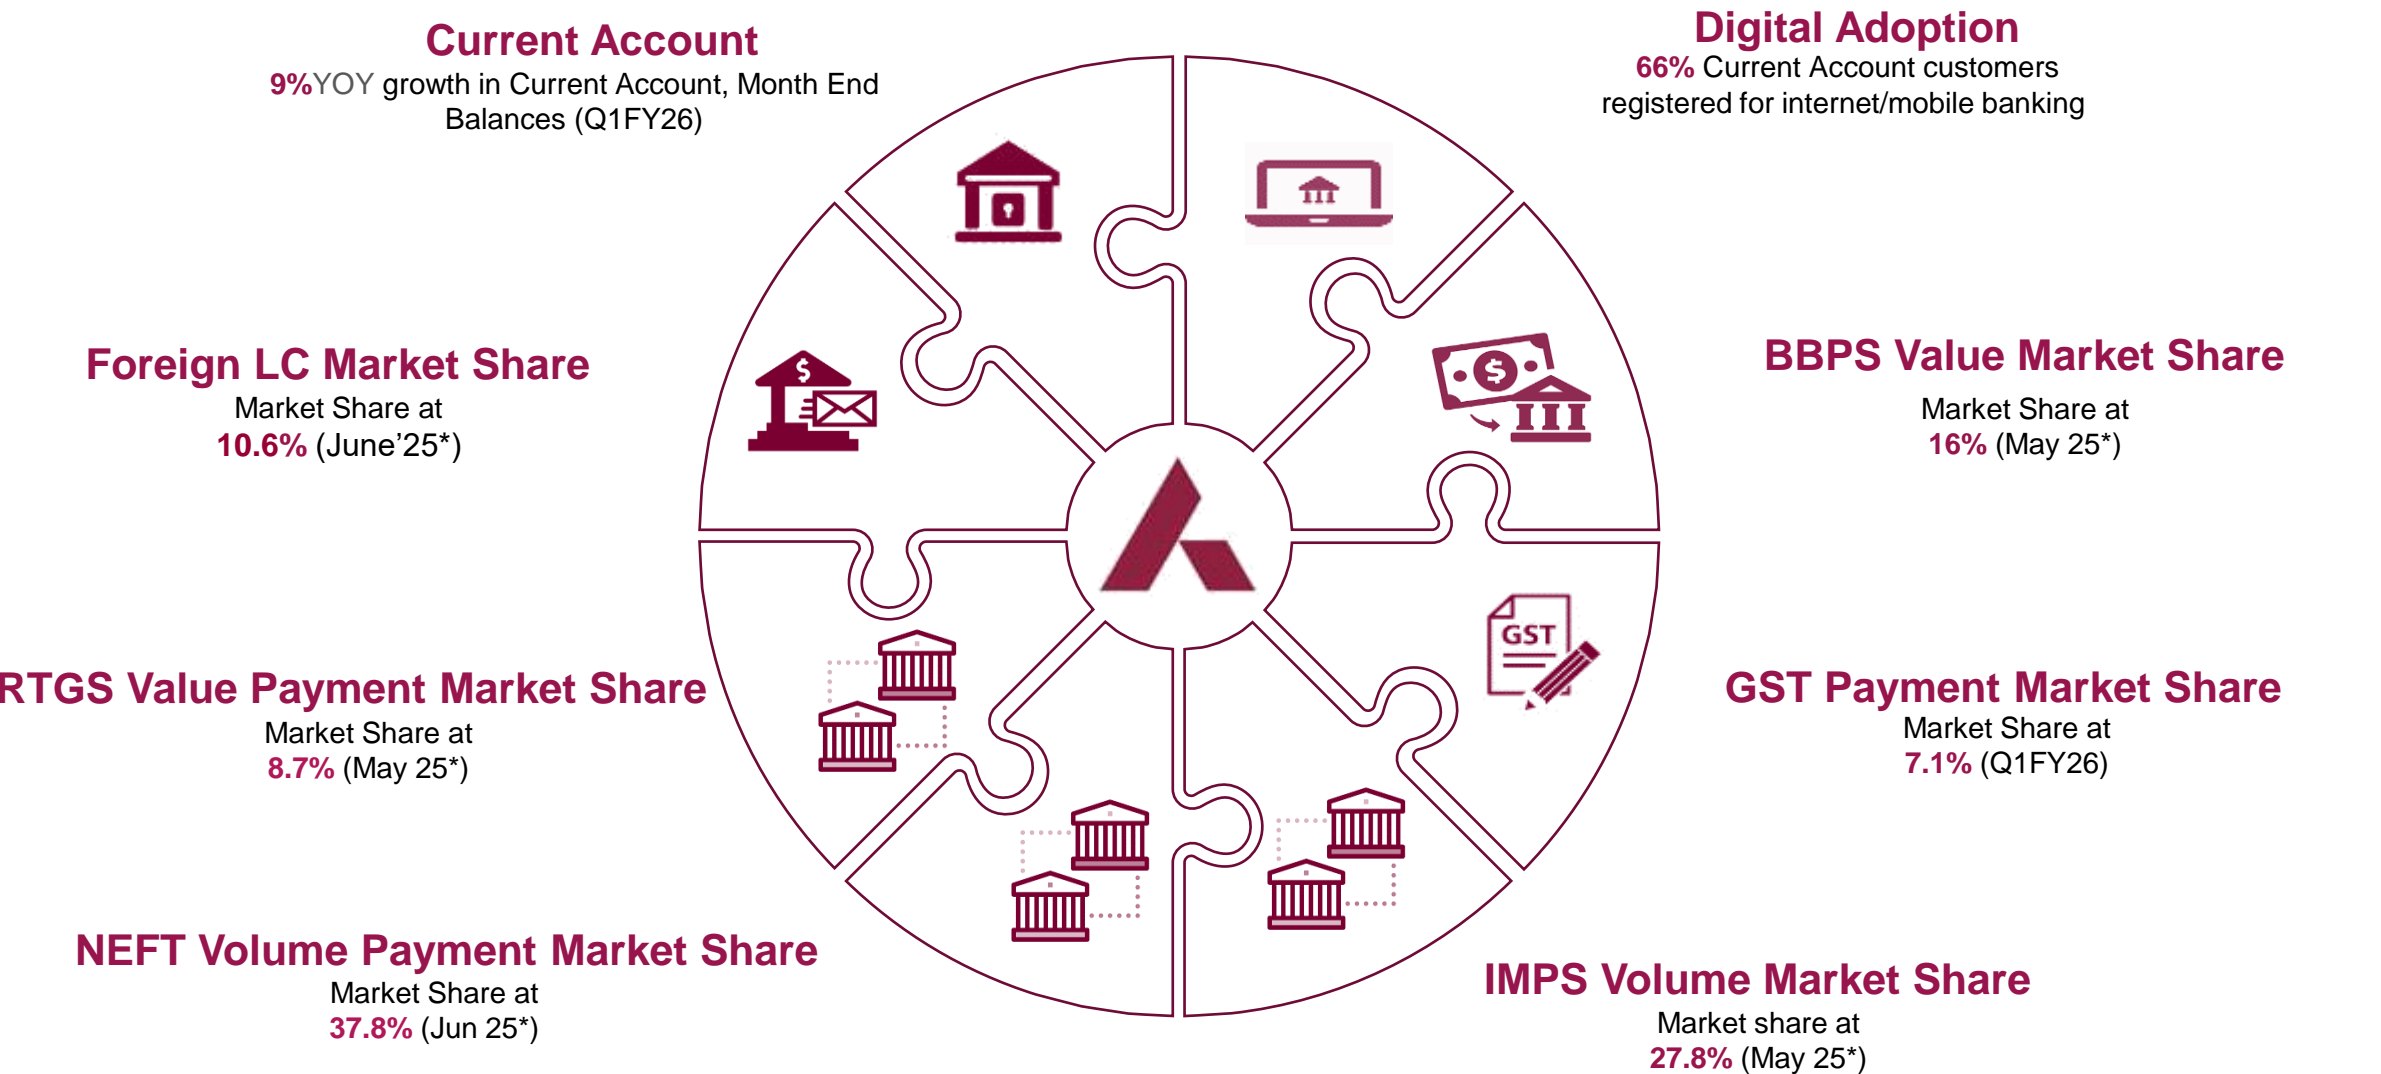 Current Account
9%YOY growth in Current Account, Month End
Balances (Q1FY26)
Digital Adoption
66% Current Account customers
registered for internet/mobile banking
Foreign LC Market Share
Market Share at
10.6% (June’25*)
BBPS Value Market Share
Market Share at
16% (May 25*)
GST
RTGS Value Payment Market Share
Market Share at
8.7% (May 25*)
GST Payment Market Share
Market Share at
7.1% (Q1FY26)
NEFT Volume Payment Market Share
Market Share at
37.8% (Jun 25*)
IMPS Volume Market Share
Market share at
27.8% (May 25*)